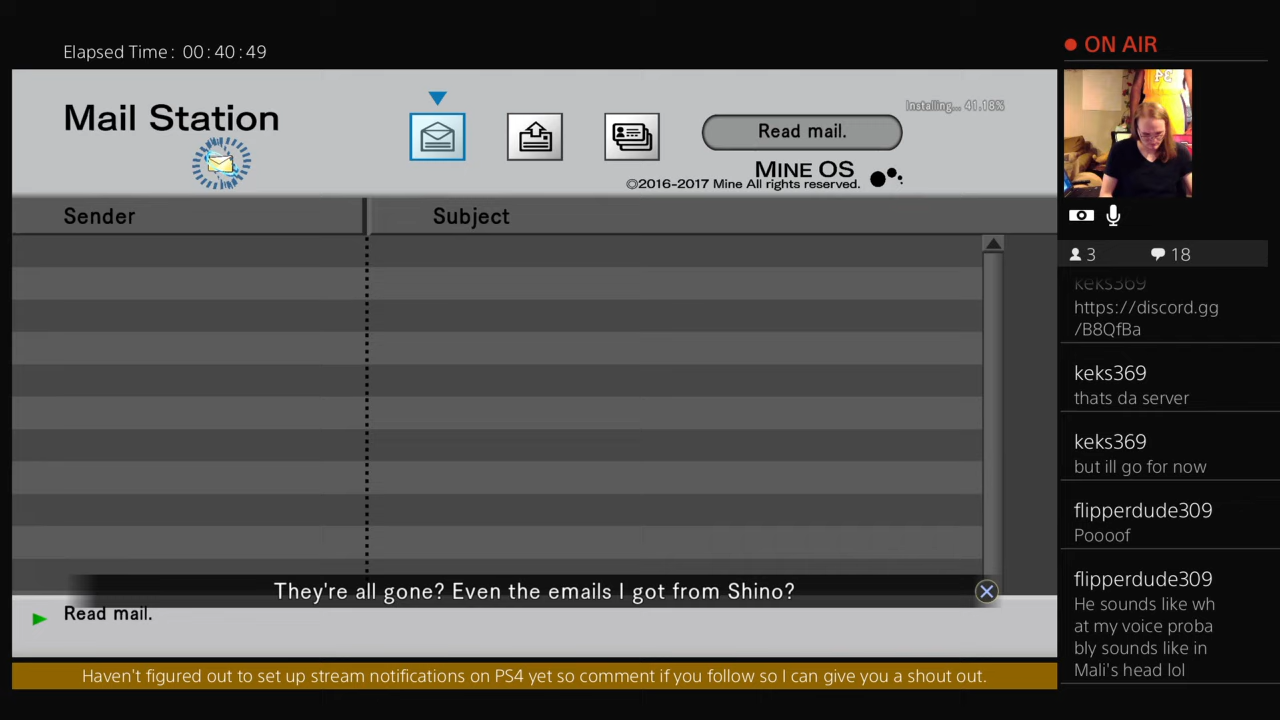 Elapsed Time: 00:40:49
ON AIR
Mail Station
Installing... 41.18%
Read mail.
MINE OS
©2016-2017 Mine All rights reserved.
Sender
Subject
They're all gone? Even the emails I got from Shino?
Read mail.
Haven't figured out to set up stream notifications on PS4 yet so comment if you follow so I can give you a shout out.
3
18
keks369
https://discord.gg
/B8QfBa
keks369
thats da server
keks369
but ill go for now
flipperdude309
Poooof
flipperdude309
He sounds like wh
at my voice proba
bly sounds like in
Mali's head lol